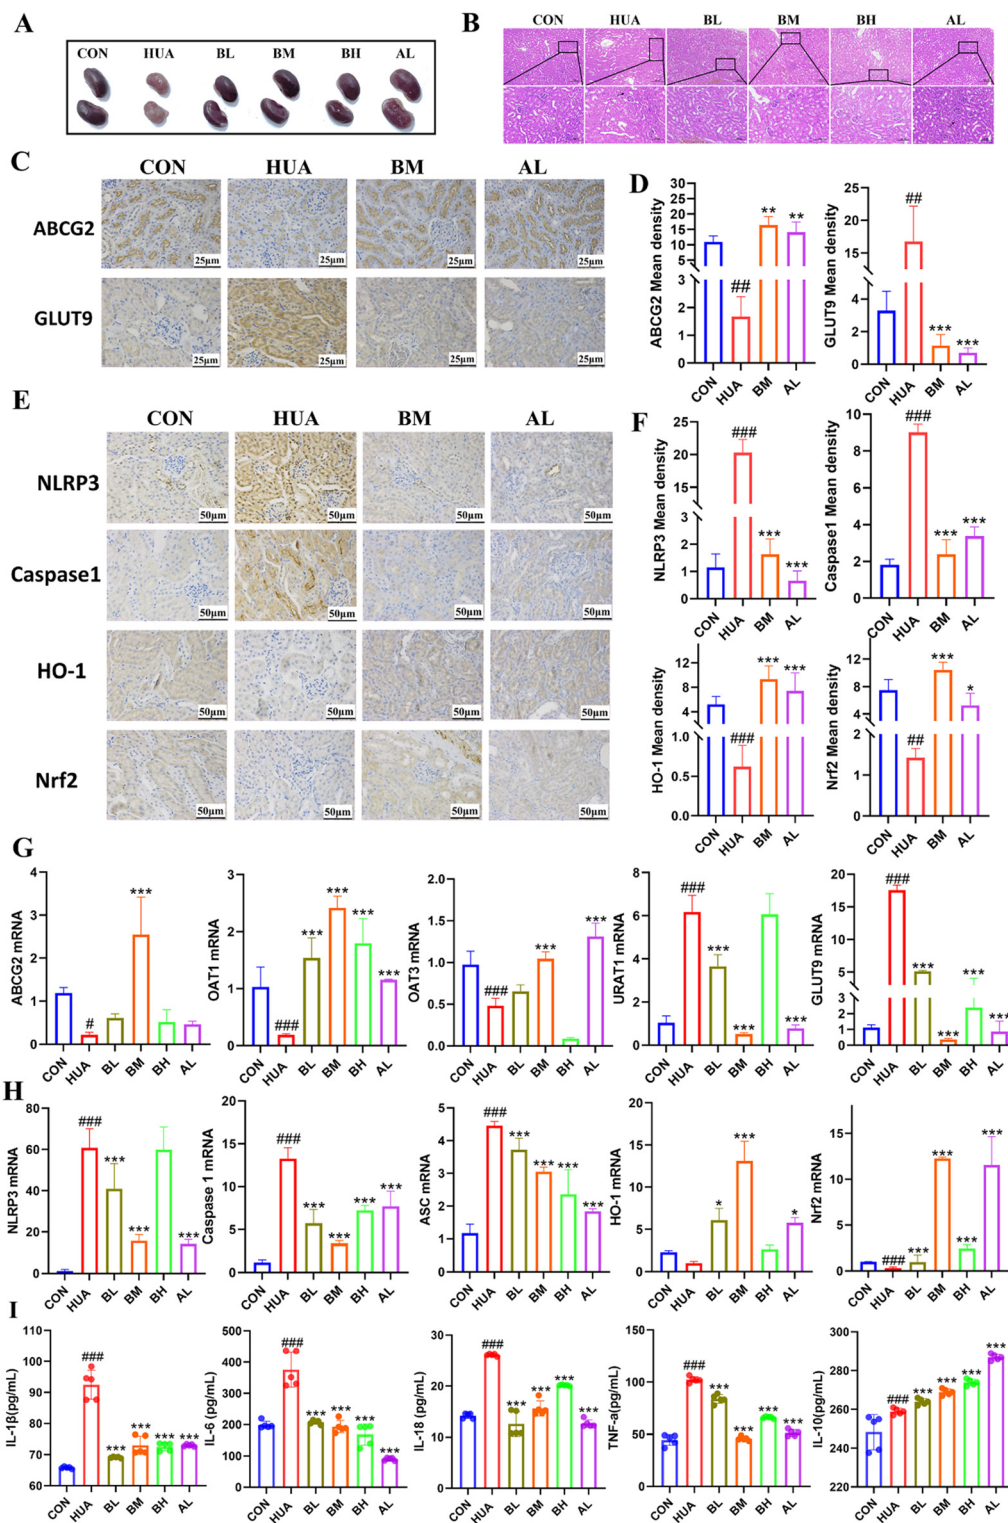 A
CON HUA BL BM BH AL
B
CON HUA BL BM BH AL
C
CON HUA BM AL
ABCG2
25μm 25μm 25μm 25μm
GLUT9
25μm 25μm 25μm 25μm
D
ABCG2 Mean density
30
25
20
15
10
5
3
2
1
0
## ** **
CON HUA BM AL
GLUT9 Mean density
25
20
15
10
6
4
2
0
## *** ***
CON HUA BM AL
E
CON HUA BM AL
NLRP3
50μm 50μm 50μm 50μm
Caspase1
50μm 50μm 50μm 50μm
HO-1
50μm 50μm 50μm 50μm
Nrf2
50μm 50μm 50μm 50μm
F
NLRP3 Mean density
25
20
3
2
1
0
### *** ***
CON HUA BM AL
Caspase1 Mean density
10
8
6
4
2
0
### *** ***
CON HUA BM AL
HO-1 Mean density
12
8
4
1.0
0.5
0.0
### *** ***
CON HUA BM AL
Nrf2 Mean density
12
8
4
2
1
0
## *** *
CON HUA BM AL
G
ABCG2 mRNA
4
3
2
1
0
# ***
CON HUA BL BM BH AL
OAT1 mRNA
3
2
1
0
### *** *** *** ***
CON HUA BL BM BH AL
OAT3 mRNA
2.0
1.5
1.0
0.5
0.0
### *** ***
CON HUA BL BM BH AL
URAT1 mRNA
8
6
4
2
0
### *** *** ***
CON HUA BL BM BH AL
GLUT9 mRNA
20
15
10
5
3
2
1
0
### *** *** *** ***
CON HUA BL BM BH AL
H
NLRP3 mRNA
80
60
40
20
0
### *** *** ***
CON HUA BL BM BH AL
Caspase 1 mRNA
20
15
10
5
0
### *** *** *** ***
CON HUA BL BM BH AL
ASC mRNA
5
4
3
2
1
0
### *** *** *** ***
CON HUA BL BM BH AL
HO-1 mRNA
20
15
10
5
0
* *** *
CON HUA BL BM BH AL
Nrf2 mRNA
20
15
10
5
0
### *** *** *** ***
CON HUA BL BM BH AL
I
IL-1β(pg/mL)
110
100
90
80
70
60
### *** *** *** ***
CON HUA BL BM BH AL
IL-6 (pg/mL)
500
400
300
200
100
0
### *** *** *** ***
CON HUA BL BM BH AL
IL-18 (pg/mL)
30
20
10
0
### *** *** *** ***
CON HUA BL BM BH AL
TNF-a(pg/mL)
150
100
50
0
### *** *** *** ***
CON HUA BL BM BH AL
IL-10(pg/mL)
300
280
260
240
220
### *** *** *** ***
CON HUA BL BM BH AL